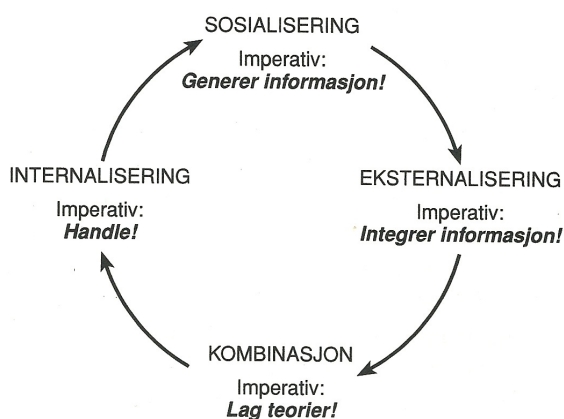 SOSIALISERING
Imperativ:
Generer informasjon!
INTERNALISERING
Imperativ:
Handle!
EKSTERNALISERING
Imperativ:
Integrer informasjon!
KOMBINASJON
Imperativ:
Lag teorier!